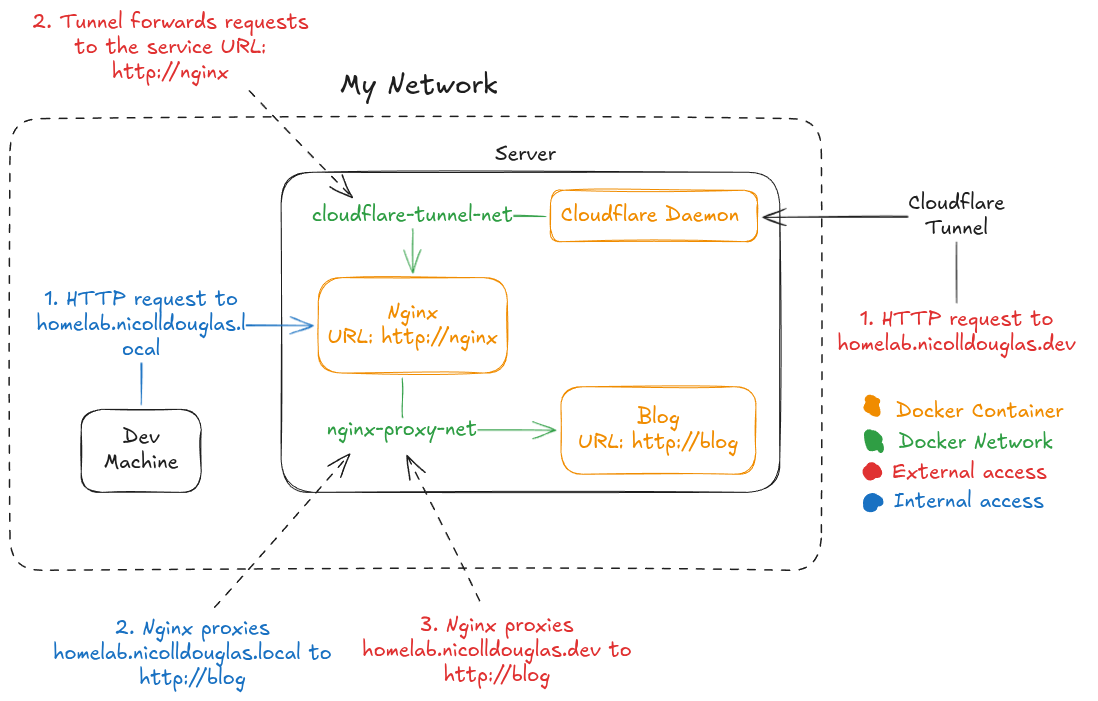 2. Tunnel forwards requests
to the service URL:
http://nginx
My Network
Server
cloudflare-tunnel-net
Cloudflare Daemon
Cloudflare
Tunnel
1. HTTP request to
homelab.nicolldouglas.l
ocal
Nginx
URL: http://nginx
1. HTTP request to
homelab.nicolldouglas.dev
Dev
Machine
nginx-proxy-net
Blog
URL: http://blog
Docker Container
Docker Network
External access
Internal access
2. Nginx proxies
homelab.nicolldouglas.local to
http://blog
3. Nginx proxies
homelab.nicolldouglas.dev to
http://blog